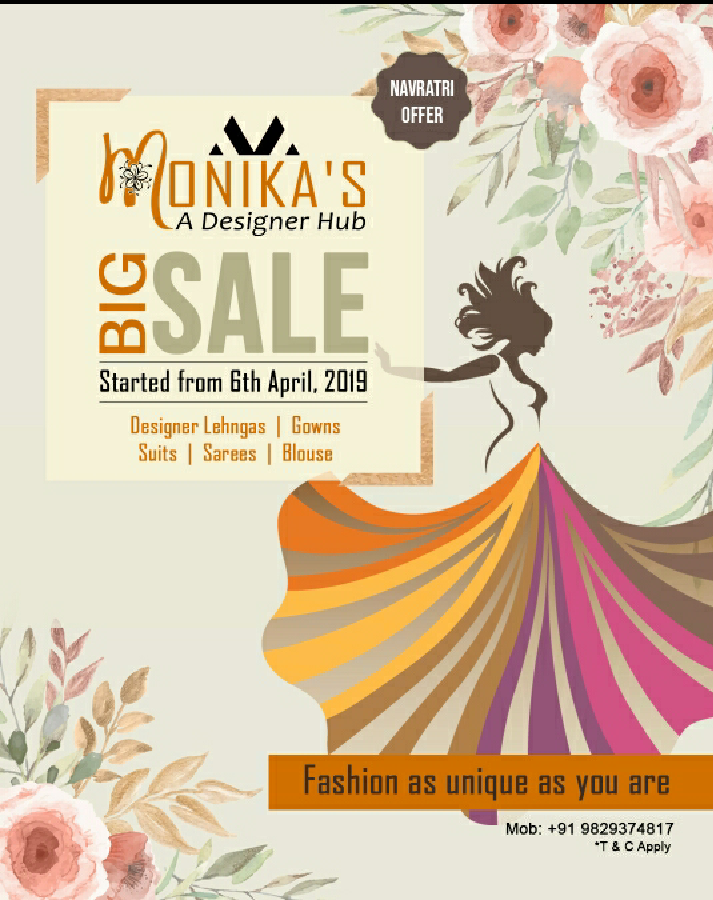 NAVRATRI
OFFER
MONIKA'S
A Designer Hub
BIG SALE
Started from 6th April, 2019
Designer Lehngas | Gowns
Suits | Sarees | Blouse
Fashion as unique as you are
Mob: +91 9829374817
*T & C Apply